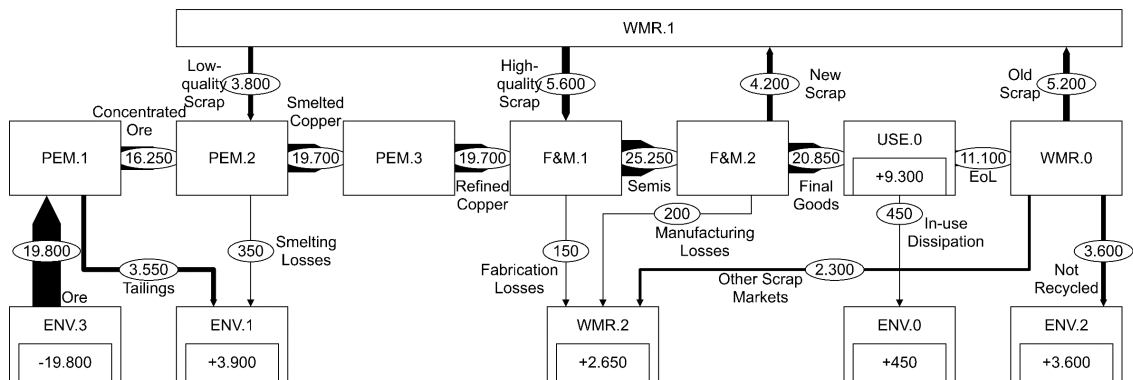 WMR.1
Low-
quality
Scrap
3.800
High-
quality
Scrap
5.600
4.200
New
Scrap
Old
Scrap
5.200
Concentrated
Ore
Smelted
Copper
PEM.1
16.250
PEM.2
19.700
PEM.3
19.700
Refined
Copper
F&M.1
25.250
Semis
F&M.2
20.850
Final
Goods
USE.0
+9.300
11.100
EoL
WMR.0
19.800
Ore
3.550
Tailings
350
Smelting
Losses
150
Fabrication
Losses
200
Manufacturing
Losses
450
In-use
Dissipation
2.300
Other Scrap
Markets
3.600
Not
Recycled
ENV.3
-19.800
ENV.1
+3.900
WMR.2
+2.650
ENV.0
+450
ENV.2
+3.600